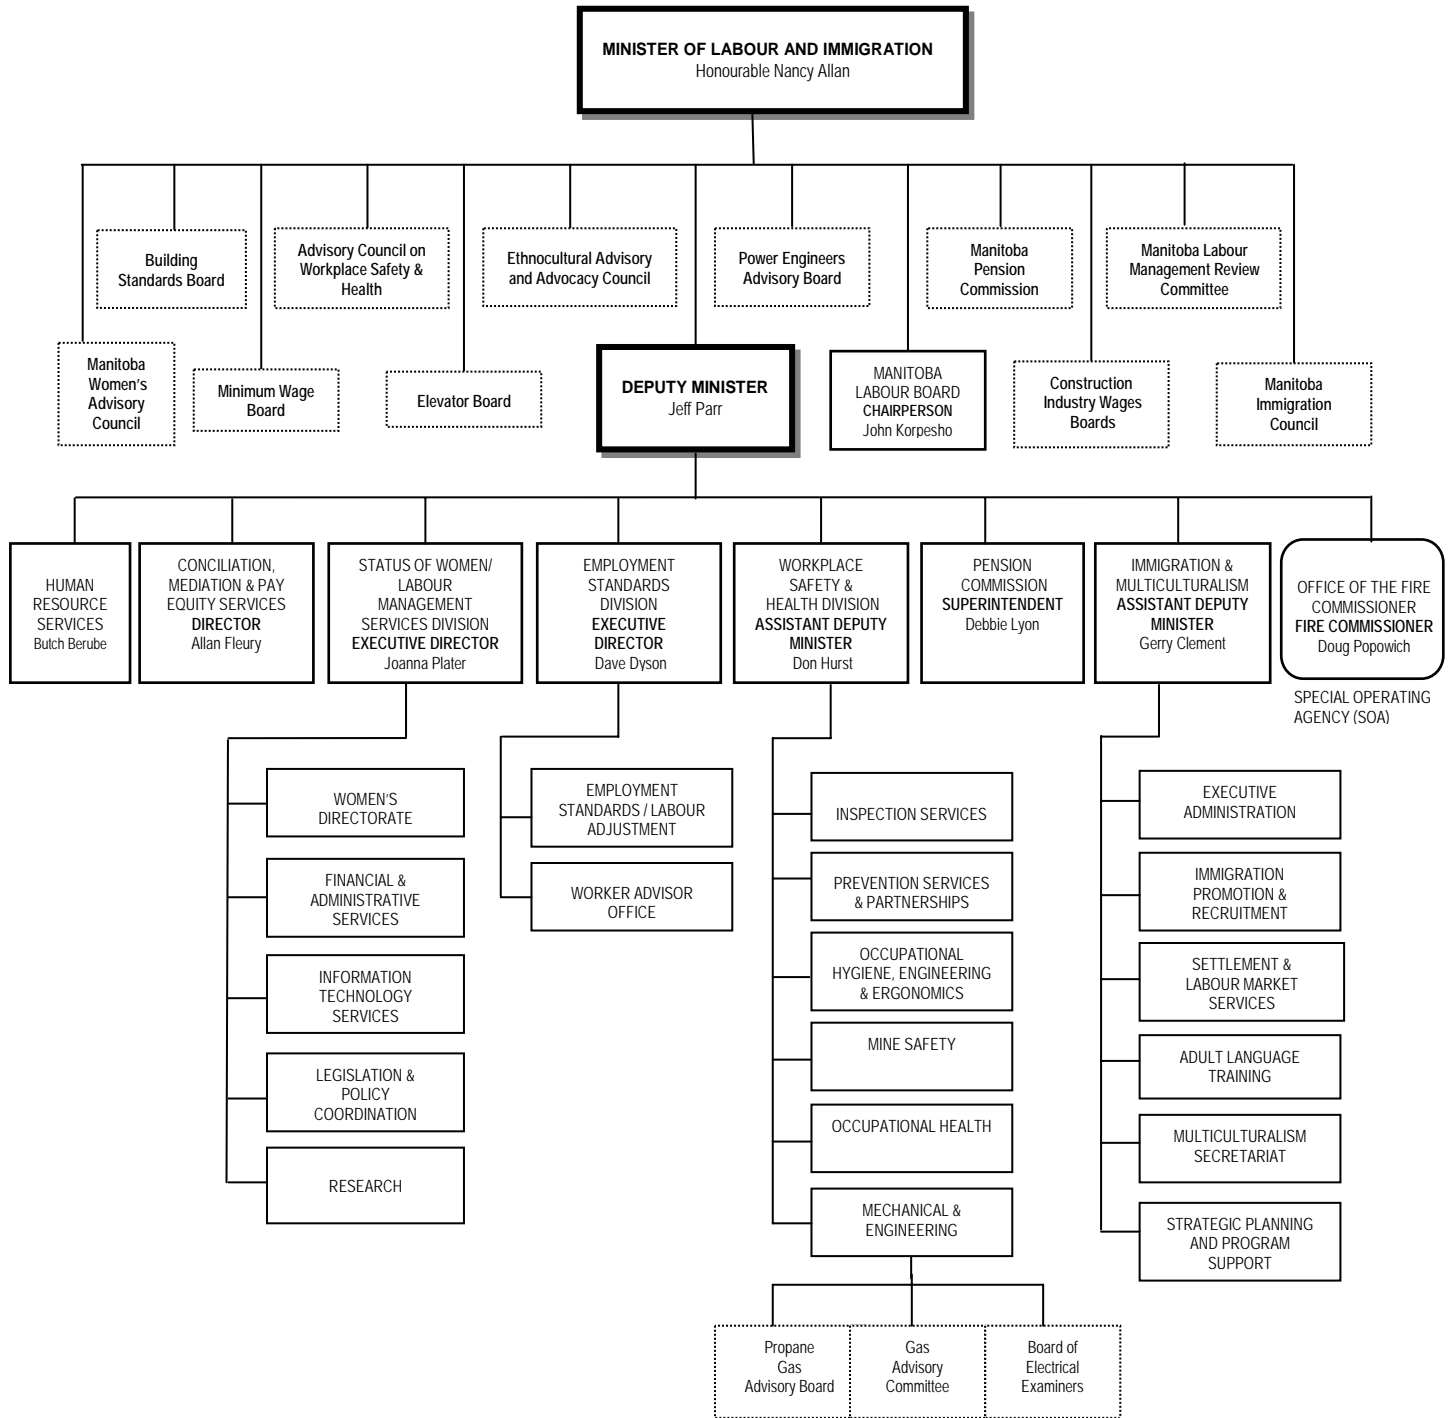 MINISTER OF LABOUR AND IMMIGRATION
Honourable Nancy Allan
Building
Standards Board
Advisory Council on
Workplace Safety &
Health
Ethnocultural Advisory
and Advocacy Council
Power Engineers
Advisory Board
Manitoba
Pension
Commission
Manitoba Labour
Management Review
Committee
Manitoba
Women's
Advisory
Council
Minimum Wage
Board
Elevator Board
DEPUTY MINISTER
Jeff Parr
MANITOBA
LABOUR BOARD
CHAIRPERSON
John Korpesho
Construction
Industry Wages
Boards
Manitoba
Immigration
Council
HUMAN
RESOURCE
SERVICES
Butch Berube
CONCILIATION,
MEDIATION & PAY
EQUITY SERVICES
DIRECTOR
Allan Fleury
STATUS OF WOMEN/
LABOUR
MANAGEMENT
SERVICES DIVISION
EXECUTIVE DIRECTOR
Joanna Plater
EMPLOYMENT
STANDARDS
DIVISION
EXECUTIVE
DIRECTOR
Dave Dyson
WORKPLACE
SAFETY &
HEALTH DIVISION
ASSISTANT DEPUTY
MINISTER
Don Hurst
PENSION
COMMISSION
SUPERINTENDENT
Debbie Lyon
IMMIGRATION &
MULTICULTURALISM
ASSISTANT DEPUTY
MINISTER
Gerry Clement
OFFICE OF THE FIRE
COMMISSIONER
FIRE COMMISSIONER
Doug Popowich
SPECIAL OPERATING
AGENCY (SOA)
WOMEN'S
DIRECTORATE
FINANCIAL &
ADMINISTRATIVE
SERVICES
INFORMATION
TECHNOLOGY
SERVICES
LEGISLATION &
POLICY
COORDINATION
RESEARCH
EMPLOYMENT
STANDARDS / LABOUR
ADJUSTMENT
WORKER ADVISOR
OFFICE
INSPECTION SERVICES
PREVENTION SERVICES
& PARTNERSHIPS
OCCUPATIONAL
HYGIENE, ENGINEERING
& ERGONOMICS
MINE SAFETY
OCCUPATIONAL HEALTH
MECHANICAL &
ENGINEERING
Propane
Gas
Advisory Board
Gas
Advisory
Committee
Board of
Electrical
Examiners
EXECUTIVE
ADMINISTRATION
IMMIGRATION
PROMOTION &
RECRUITMENT
SETTLEMENT &
LABOUR MARKET
SERVICES
ADULT LANGUAGE
TRAINING
MULTICULTURALISM
SECRETARIAT
STRATEGIC PLANNING
AND PROGRAM
SUPPORT